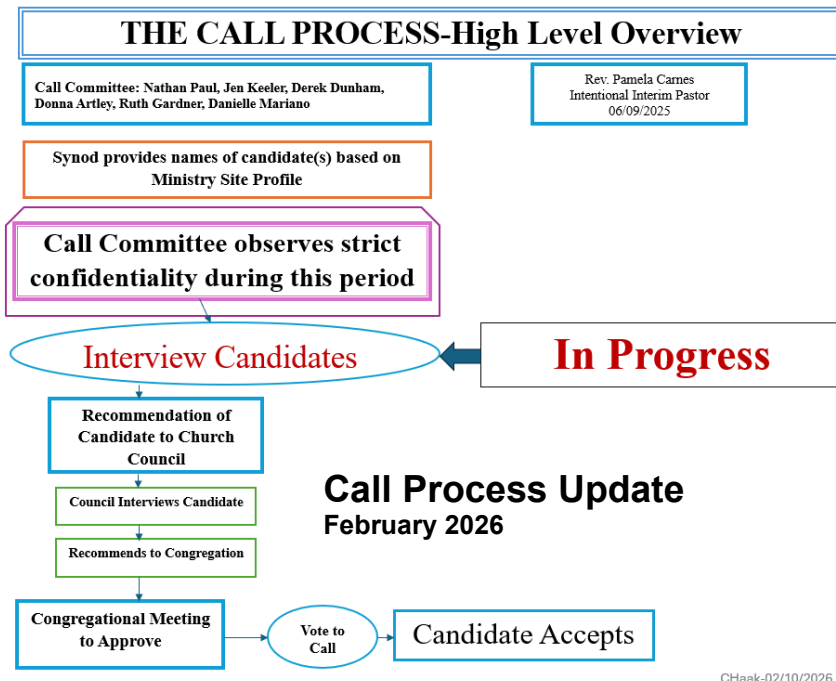 THE CALL PROCESS-High Level Overview
Call Committee: Nathan Paul, Jen Keeler, Derek Dunham,
Donna Artley, Ruth Gardner, Danielle Mariano
Rev. Pamela Carnes
Intentional Interim Pastor
06/09/2025
Synod provides names of candidate(s) based on
Ministry Site Profile
Call Committee observes strict
confidentiality during this period
Interview Candidates
In Progress
Recommendation of
Candidate to Church
Council
Council Interviews Candidate
Recommends to Congregation
Call Process Update
February 2026
Congregational Meeting
to Approve
Vote to
Call
Candidate Accepts
CHaak-02/10/2026